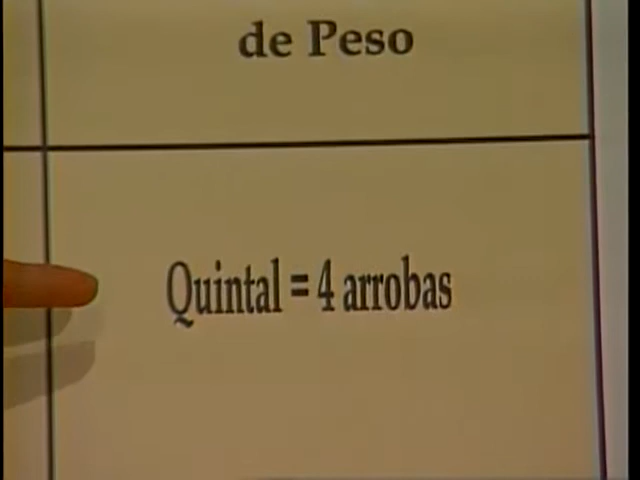 de Peso
Quintal = 4 arrobas